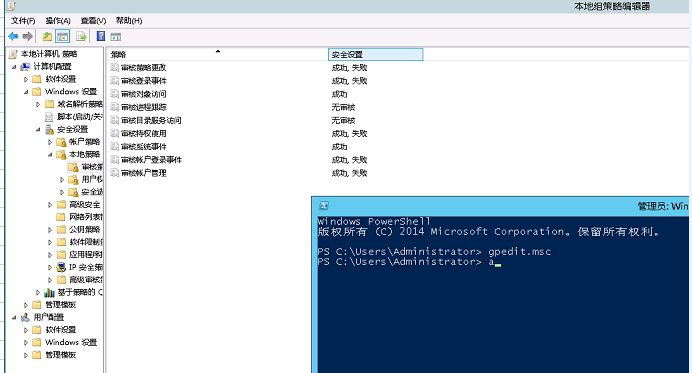 本地组策略编辑器
文件(F) 操作(A) 查看(V) 帮助(H)
本地计算机 策略
计算机配置
软件设置
Windows 设置
域名解析策略
脚本(启动/关
安全设置
帐户策略
本地策略
审核策
用户权
安全选
高级安全
网络列表
公钥策略
软件限制
应用程序
IP 安全策
高级审核
基于策略的 Q
管理模板
用户配置
软件设置
Windows 设置
管理模板
策略 安全设置
审核策略更改 成功, 失败
审核登录事件 成功, 失败
审核对象访问 成功
审核进程跟踪 无审核
审核目录服务访问 无审核
审核特权使用 成功, 失败
审核系统事件 成功
审核帐户登录事件 成功, 失败
审核帐户管理 成功, 失败
管理员: Win
Windows PowerShell
版权所有 (C) 2014 Microsoft Corporation。保留所有权利。
PS C:\Users\Administrator> gpedit.msc
PS C:\Users\Administrator> a